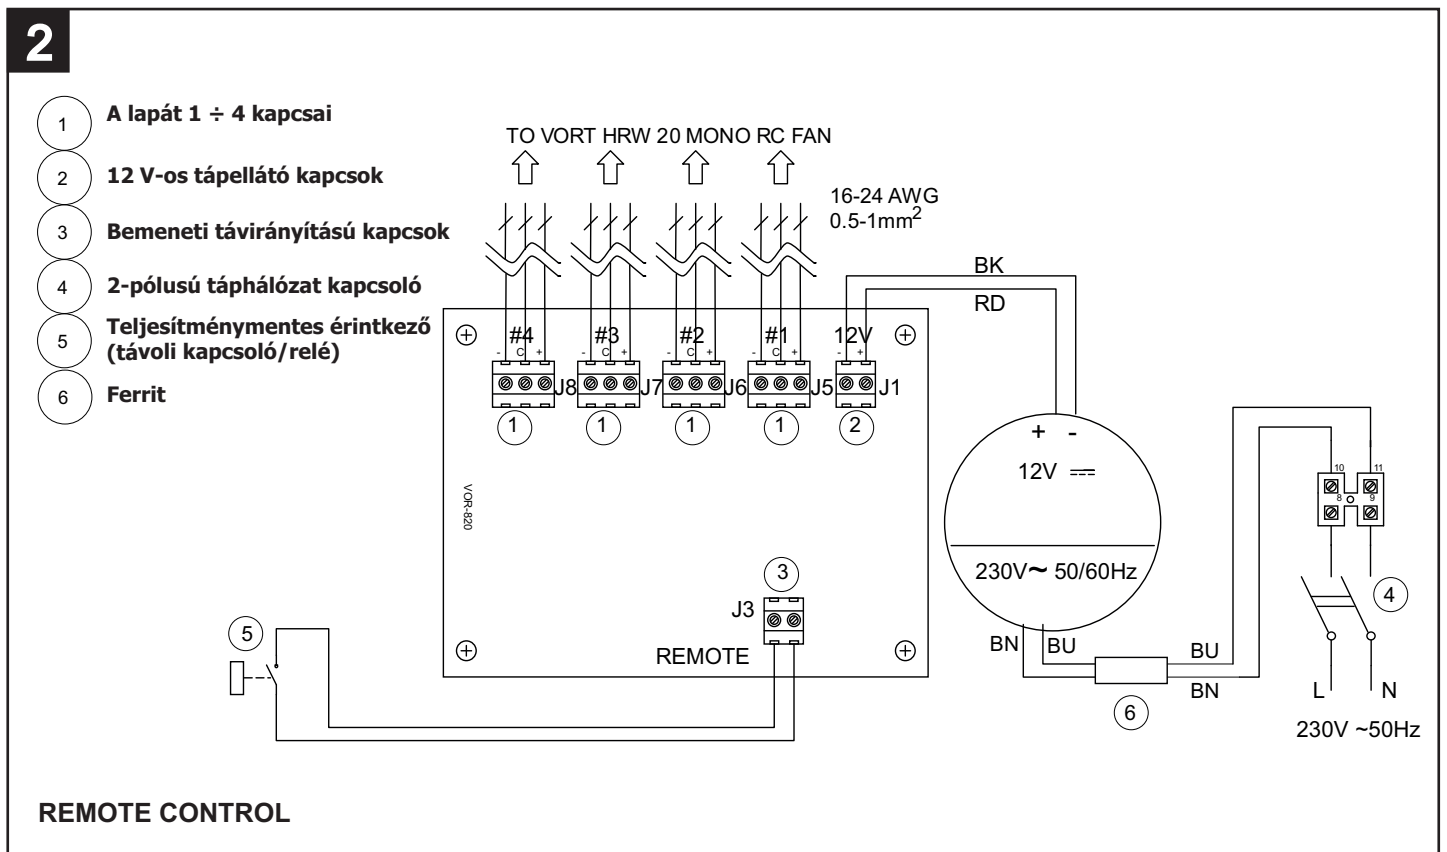 2
1 A lapát 1 ÷ 4 kapcsai
2 12 V-os tápellátó kapcsok
3 Bemeneti távirányítású kapcsok
4 2-pólusú táphálózat kapcsoló
5 Teljesítménymentes érintkező
(távoli kapcsoló/relé)
6 Ferrit
TO VORT HRW 20 MONO RC FAN
16-24 AWG
0.5-1mm²
BK
RD
#4 #3 #2 #1 12V
- C + - C + - C + - C + - +
J8 J7 J6 J5 J1
1 1 1 1 2
+ -
12V
10 11
8 9
VOR-820
230V~ 50/60Hz
3
4
J3
5
REMOTE
BN BU
BU
BN
6
L N
230V ~50Hz
REMOTE CONTROL